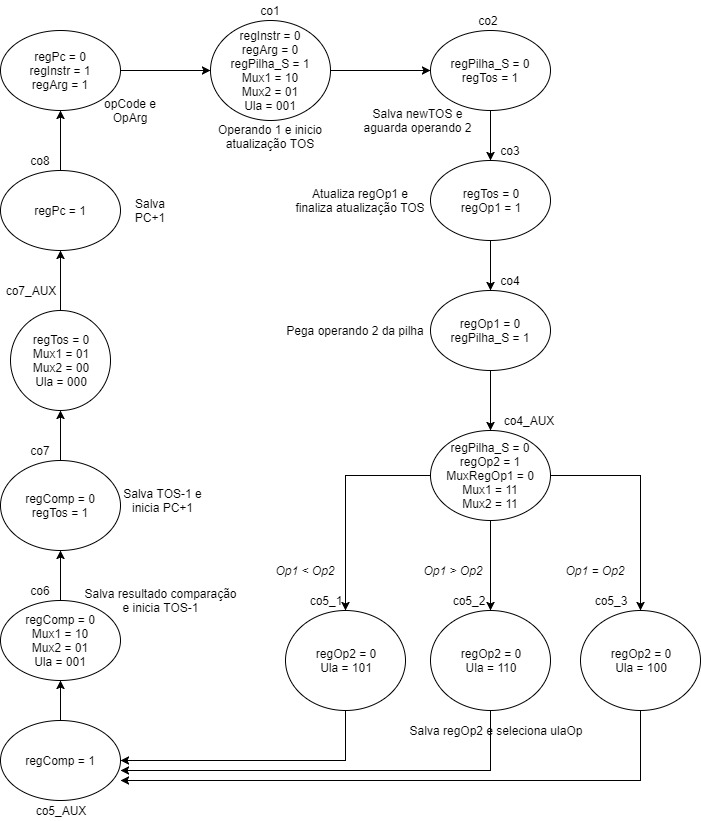 regPc = 0
regInstr = 1
regArg = 1
opCode e
OpArg
co1
regInstr = 0
regArg = 0
regPilha_S = 1
Mux1 = 10
Mux2 = 01
Ula = 001
Operando 1 e inicio
atualização TOS
co2
regPilha_S = 0
regTos = 1
Salva newTOS e
aguarda operando 2
co3
regTos = 0
regOp1 = 1
Atualiza regOp1 e
finaliza atualização TOS
co4
regOp1 = 0
regPilha_S = 1
Pega operando 2 da pilha
co4_AUX
regPilha_S = 0
regOp2 = 1
MuxRegOp1 = 0
Mux1 = 11
Mux2 = 11
Op1 < Op2
Op1 > Op2
Op1 = Op2
co5_1
regOp2 = 0
Ula = 101
co5_2
regOp2 = 0
Ula = 110
co5_3
regOp2 = 0
Ula = 100
Salva regOp2 e seleciona ulaOp
regComp = 1
co5_AUX
co6
regComp = 0
Mux1 = 10
Mux2 = 01
Ula = 001
Salva resultado comparação
e inicia TOS-1
co7
regComp = 0
regTos = 1
Salva TOS-1 e
inicia PC+1
co7_AUX
regTos = 0
Mux1 = 01
Mux2 = 00
Ula = 000
co8
regPc = 1
Salva
PC+1